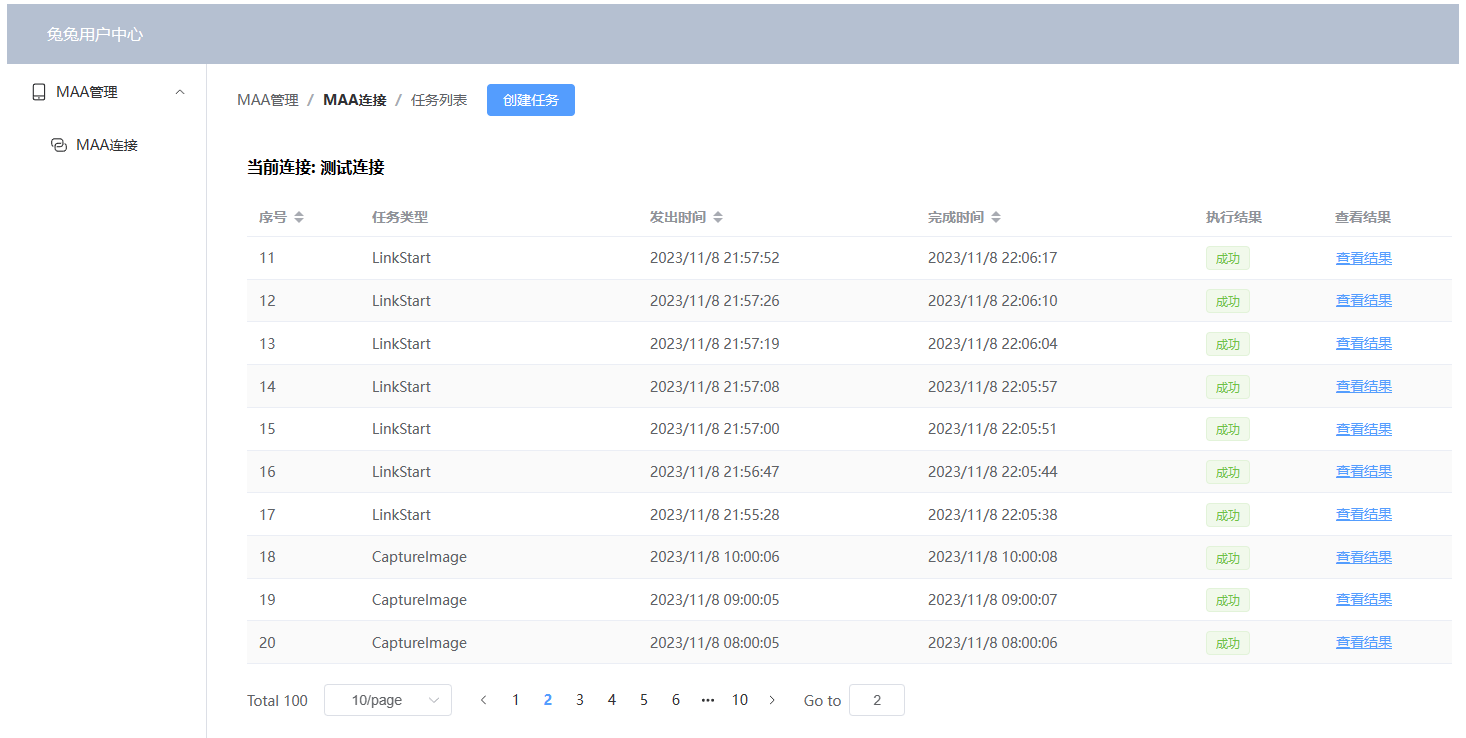 兔兔用户中心
MAA管理
MAA连接
MAA管理 / MAA连接 / 任务列表 创建任务
当前连接: 测试连接
序号 任务类型 发出时间 完成时间 执行结果 查看结果
11 LinkStart 2023/11/8 21:57:52 2023/11/8 22:06:17 成功 查看结果
12 LinkStart 2023/11/8 21:57:26 2023/11/8 22:06:10 成功 查看结果
13 LinkStart 2023/11/8 21:57:19 2023/11/8 22:06:04 成功 查看结果
14 LinkStart 2023/11/8 21:57:08 2023/11/8 22:05:57 成功 查看结果
15 LinkStart 2023/11/8 21:57:00 2023/11/8 22:05:51 成功 查看结果
16 LinkStart 2023/11/8 21:56:47 2023/11/8 22:05:44 成功 查看结果
17 LinkStart 2023/11/8 21:55:28 2023/11/8 22:05:38 成功 查看结果
18 CaptureImage 2023/11/8 10:00:06 2023/11/8 10:00:08 成功 查看结果
19 CaptureImage 2023/11/8 09:00:05 2023/11/8 09:00:07 成功 查看结果
20 CaptureImage 2023/11/8 08:00:05 2023/11/8 08:00:06 成功 查看结果
Total 100 10/page 1 2 3 4 5 6 ••• 10 Go to 2